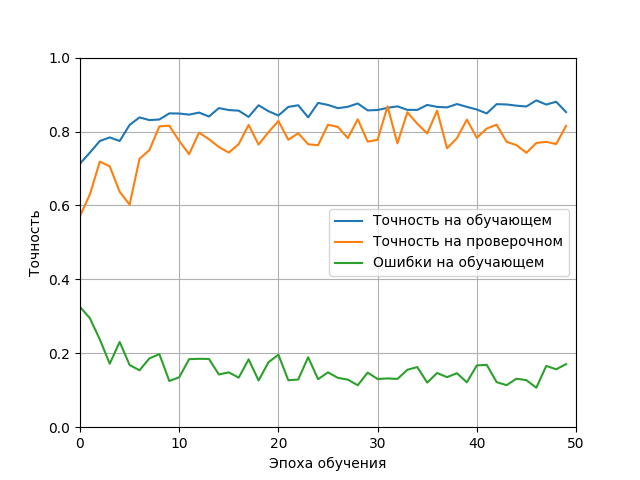 1.0
0.8
0.6
0.4
0.2
0.0
Точность
Точность на обучающем
Точность на проверочном
Ошибки на обучающем
0 10 20 30 40 50
Эпоха обучения